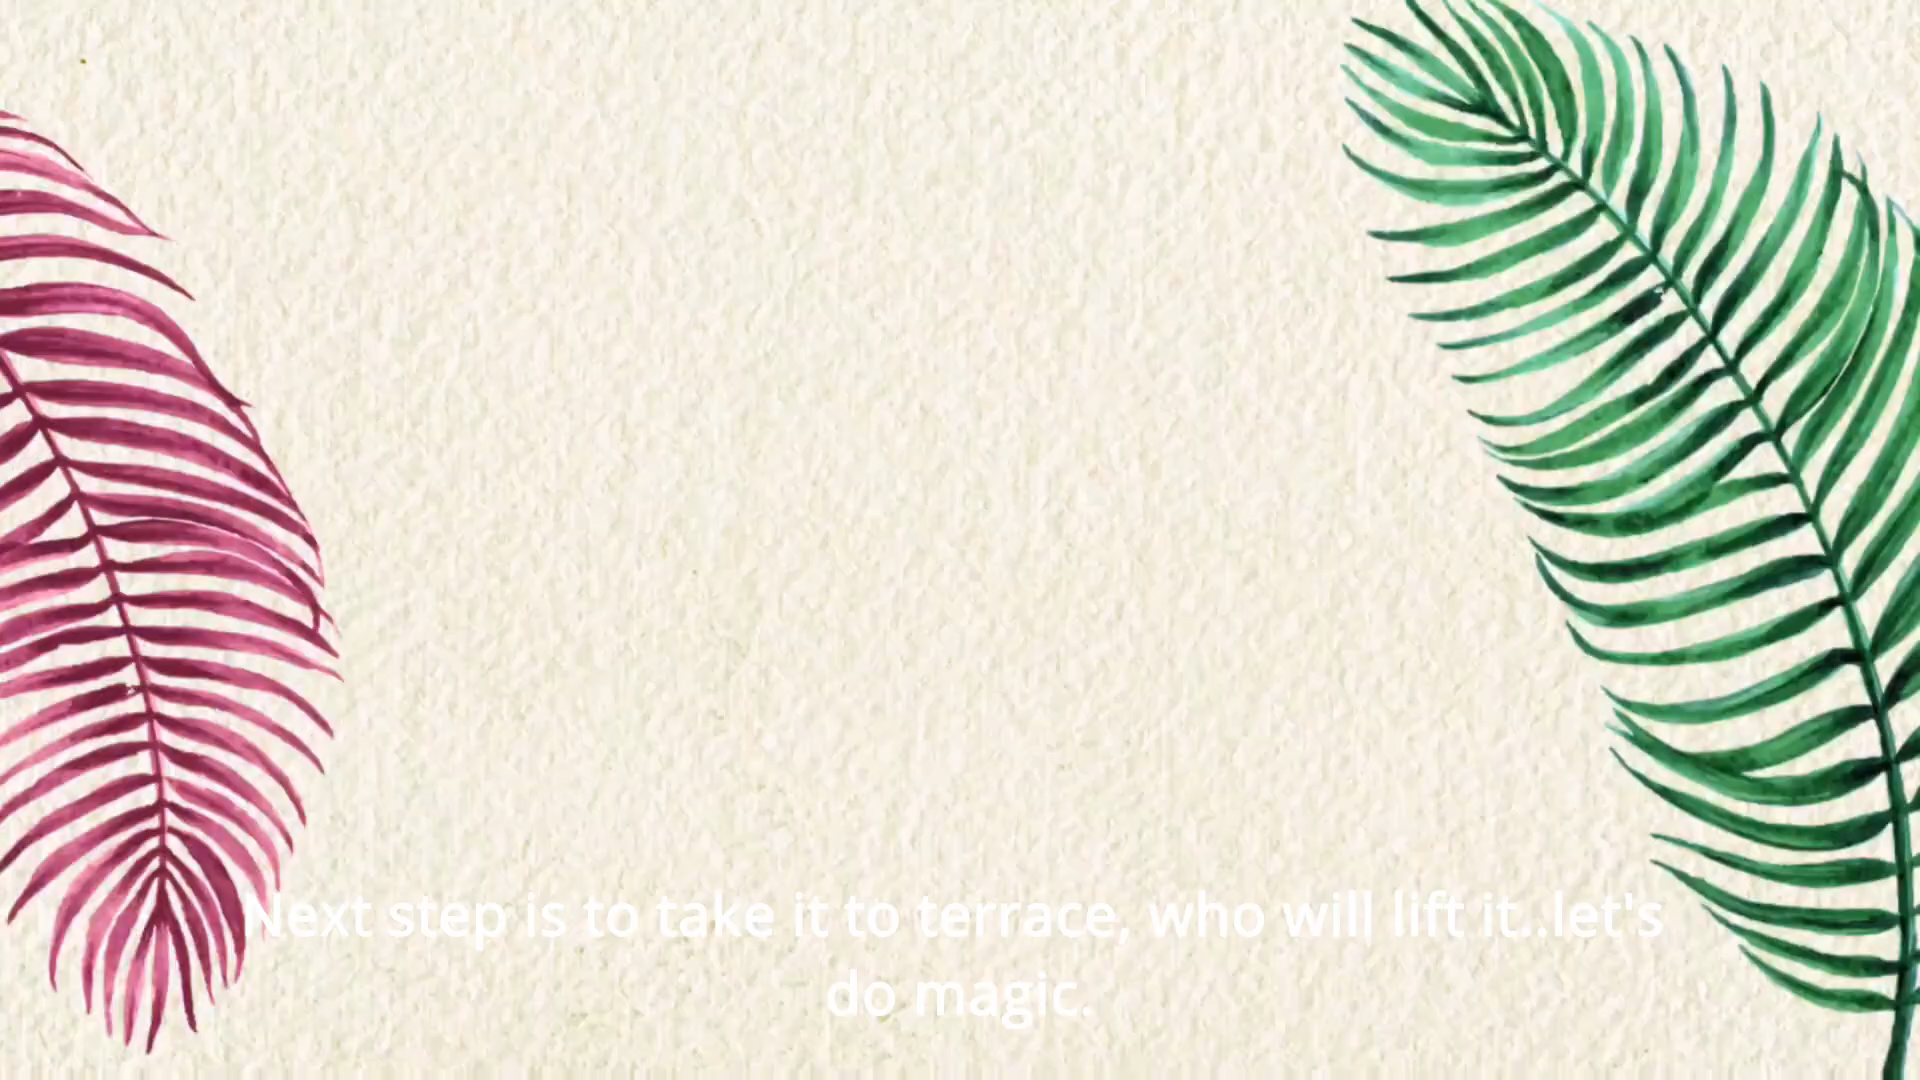 Next step is to take it to terrace, who will lift it..let's
do magic.